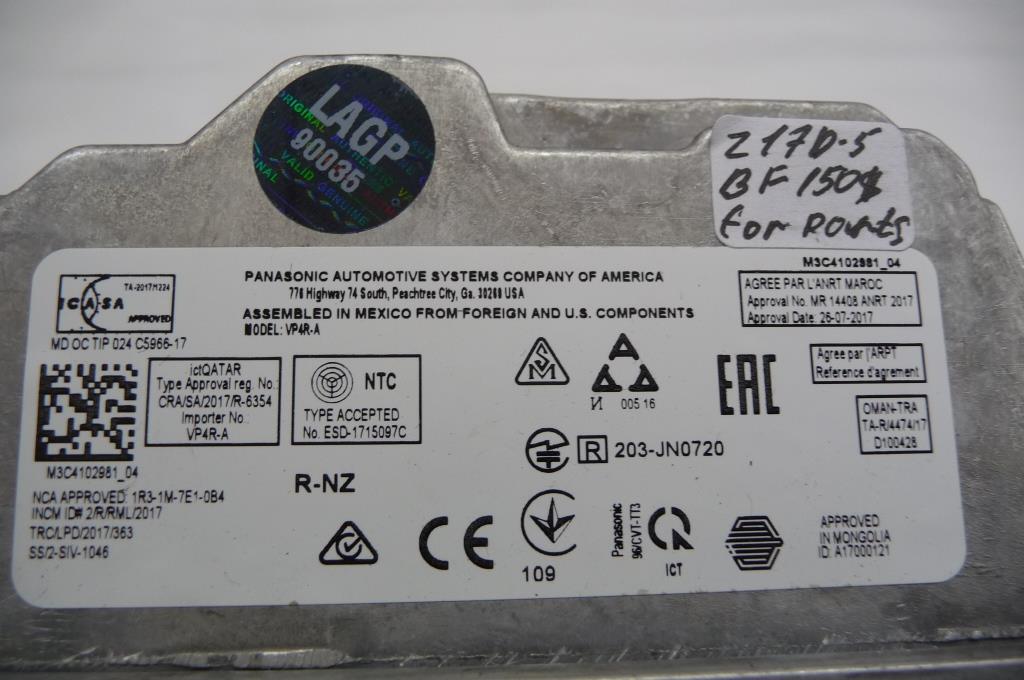 LAGP
90035
ORIGINAL
VALID GENUINE
Z17D-5
BF 150$
For Parts
M3C4102981_04
ICASA
TA-2017/1224
APPROVED
MD OC TIP 024 C5966-17
PANASONIC AUTOMOTIVE SYSTEMS COMPANY OF AMERICA
776 Highway 74 South, Peachtree City, Ga. 30269 USA
ASSEMBLED IN MEXICO FROM FOREIGN AND U.S. COMPONENTS
MODEL: VP4R-A
AGREE PAR L'ANRT MAROC
Approval No. MR 14408 ANRT 2017
Approval Date: 26-07-2017
ictQATAR
Type Approval reg. No.:
CRA/SA/2017/R-6354
Importer No.:
VP4R-A
NTC
TYPE ACCEPTED
No. ESD-1715097C
SM
И 005 16
EAC
Agree par l'ARPT
Reference d'agrement
OMAN-TRA
TA-R/4474/17
D100428
R 203-JN0720
M3C4102981_04
R-NZ
NCA APPROVED: 1R3-1M-7E1-0B4
INCM ID# 2/R/RML/2017
TRC/LPD/2017/363
SS/2-SIV-1046
CE
109
Panasonic
96/CVT-TT3
ICT
APPROVED
IN MONGOLIA
ID: A17000121